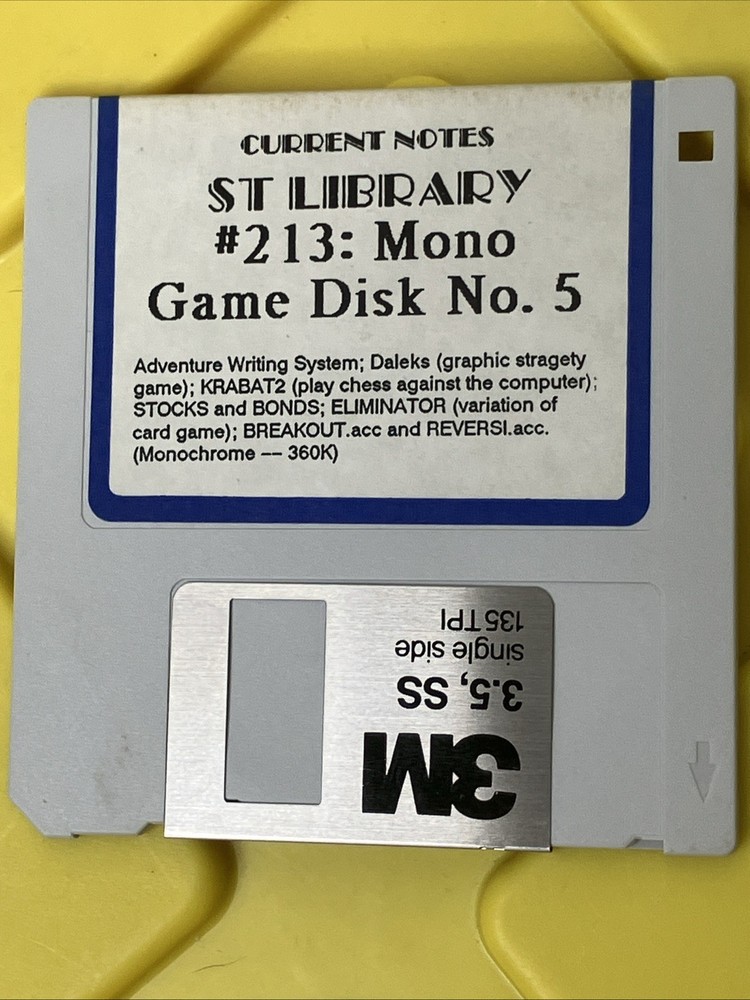 CURRENT NOTES
ST LIBRARY
#213: Mono
Game Disk No. 5
Adventure Writing System; Daleks (graphic stragety
game); KRABAT2 (play chess against the computer);
STOCKS and BONDS; ELIMINATOR (variation of
card game); BREAKOUT.acc and REVERSI.acc.
(Monochrome -- 360K)
3M
3.5, SS
single side
135 TPI